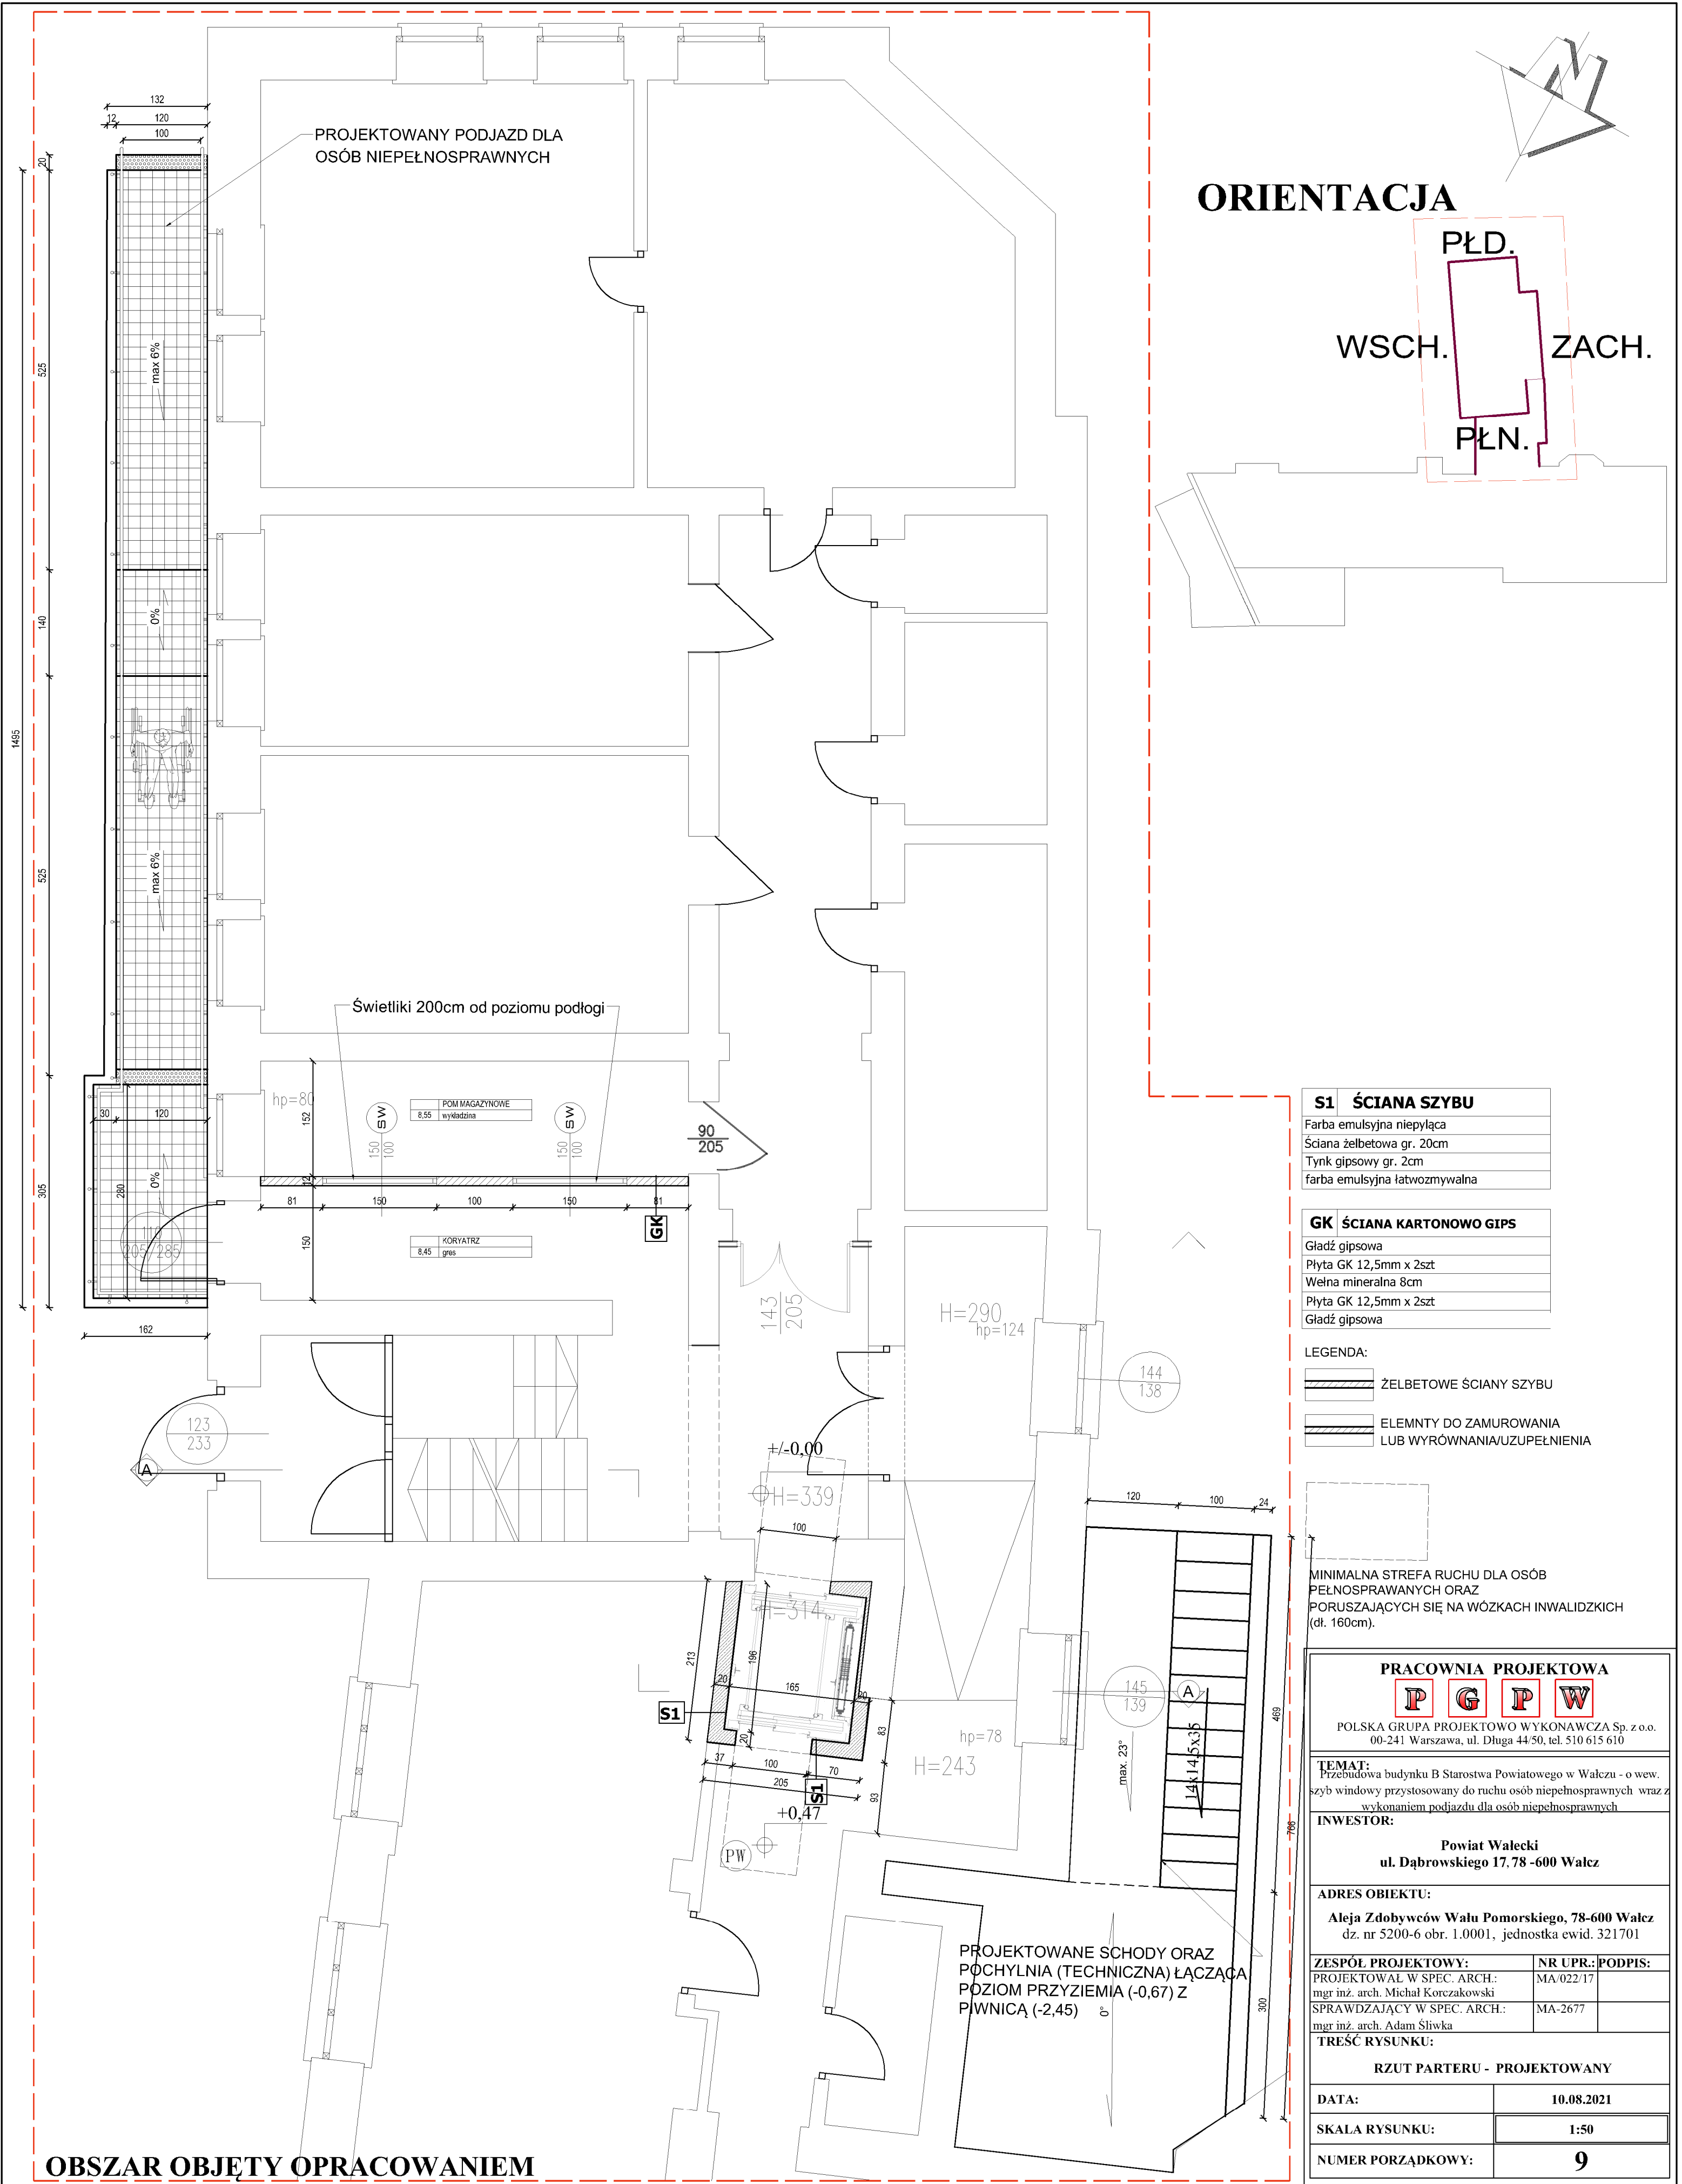 132
12
120
100
20
PROJEKTOWANY PODJAZD DLA
OSÓB NIEPEŁNOSPRAWNYCH
ORIENTACJA
PŁD.
WSCH.
ZACH.
PŁN.
max 6%
525
0%
140
1495
max 6%
525
Świetliki 200cm od poziomu podłogi
hp=80
152
SW
150
100
POM MAGAZYNOWE
8,55 wykładzina
SW
150
100
90
205
30
120
12
0%
280
305
81
150
100
150
81
GK
205/285
150
KORYATRZ
8,45 gres
162
143
205
H=290
hp=124
144
138
123
233
A
+/-0,00
H=339
100
120
100
24
H=314
213
196
20
165
20
S1
20
37
100
70
205
S1
83
93
hp=78
H=243
145
139
A
max. 23°
14x14,5x35
469
766
300
+0,47
PW
PROJEKTOWANE SCHODY ORAZ
POCHYLNIA (TECHNICZNA) ŁĄCZĄCA
POZIOM PRZYZIEMIA (-0,67) Z
PIWNICĄ (-2,45)
0°
OBSZAR OBJĘTY OPRACOWANIEM
S1 ŚCIANA SZYBU
Farba emulsyjna niepyląca
Ściana żelbetowa gr. 20cm
Tynk gipsowy gr. 2cm
farba emulsyjna łatwozmywalna
GK ŚCIANA KARTONOWO GIPS
Gładź gipsowa
Płyta GK 12,5mm x 2szt
Wełna mineralna 8cm
Płyta GK 12,5mm x 2szt
Gładź gipsowa
LEGENDA:
ŻELBETOWE ŚCIANY SZYBU
ELEMNTY DO ZAMUROWANIA
LUB WYRÓWNANIA/UZUPEŁNIENIA
MINIMALNA STREFA RUCHU DLA OSÓB
PEŁNOSPRAWANYCH ORAZ
PORUSZAJĄCYCH SIĘ NA WÓZKACH INWALIDZKICH
(dł. 160cm).
PRACOWNIA PROJEKTOWA
P G P W
POLSKA GRUPA PROJEKTOWO WYKONAWCZA Sp. z o.o.
00-241 Warszawa, ul. Długa 44/50, tel. 510 615 610
TEMAT:
Przebudowa budynku B Starostwa Powiatowego w Wałczu - o wew.
szyb windowy przystosowany do ruchu osób niepełnosprawnych wraz z
wykonaniem podjazdu dla osób niepełnosprawnych
INWESTOR:
Powiat Wałecki
ul. Dąbrowskiego 17, 78 -600 Wałcz
ADRES OBIEKTU:
Aleja Zdobywców Wału Pomorskiego, 78-600 Wałcz
dz. nr 5200-6 obr. 1.0001, jednostka ewid. 321701
ZESPÓŁ PROJEKTOWY: NR UPR.: PODPIS:
PROJEKTOWAŁ W SPEC. ARCH.: MA/022/17
mgr inż. arch. Michał Korczakowski
SPRAWDZAJĄCY W SPEC. ARCH.: MA-2677
mgr inż. arch. Adam Śliwka
TREŚĆ RYSUNKU:
RZUT PARTERU - PROJEKTOWANY
DATA: 10.08.2021
SKALA RYSUNKU: 1:50
NUMER PORZĄDKOWY: 9